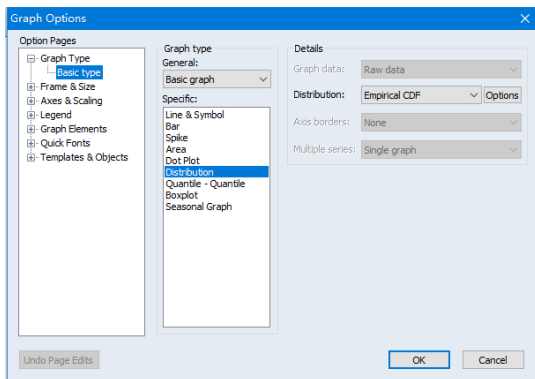 Graph Options
Option Pages
Graph Type
Basic type
Frame & Size
Axes & Scaling
Legend
Graph Elements
Quick Fonts
Templates & Objects
Graph type
General:
Basic graph
Specific:
Line & Symbol
Bar
Spike
Area
Dot Plot
Distribution
Quantile - Quantile
Boxplot
Seasonal Graph
Details
Graph data: Raw data
Distribution: Empirical CDF Options
Axis borders: None
Multiple series: Single graph
Undo Page Edits
OK Cancel